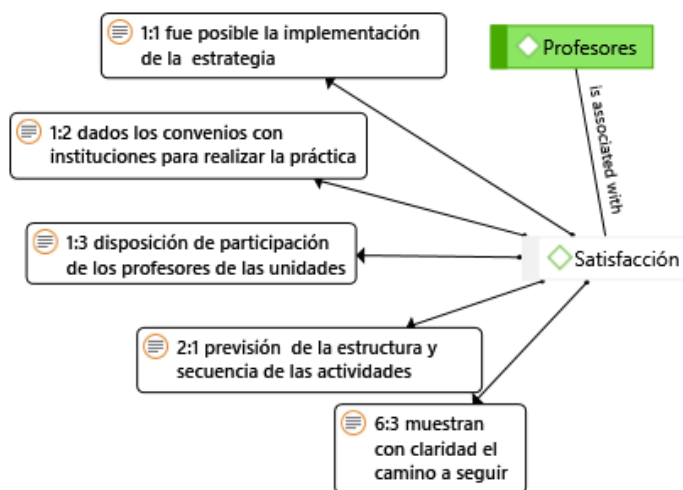 1:1 fue posible la implementación
de la estrategia
Profesores
is associated with
1:2 dados los convenios con
instituciones para realizar la práctica
1:3 disposición de participación
de los profesores de las unidades
Satisfacción
2:1 previsión de la estructura y
secuencia de las actividades
6:3 muestran
con claridad el
camino a seguir